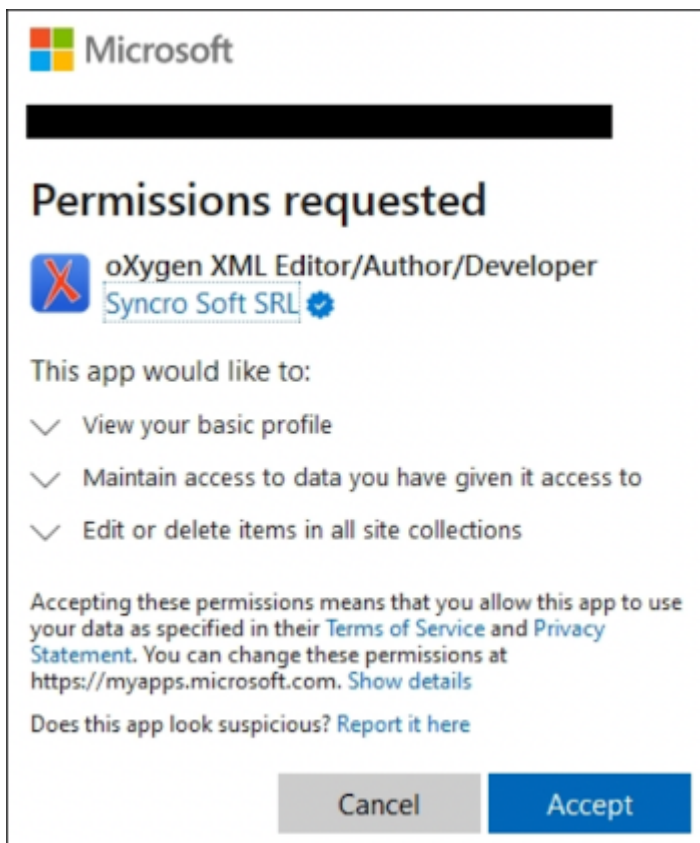 Microsoft
Permissions requested
oXygen XML Editor/Author/Developer
Syncro Soft SRL
This app would like to:
View your basic profile
Maintain access to data you have given it access to
Edit or delete items in all site collections
Accepting these permissions means that you allow this app to use
your data as specified in their Terms of Service and Privacy
Statement. You can change these permissions at
https://myapps.microsoft.com. Show details
Does this app look suspicious? Report it here
Cancel
Accept